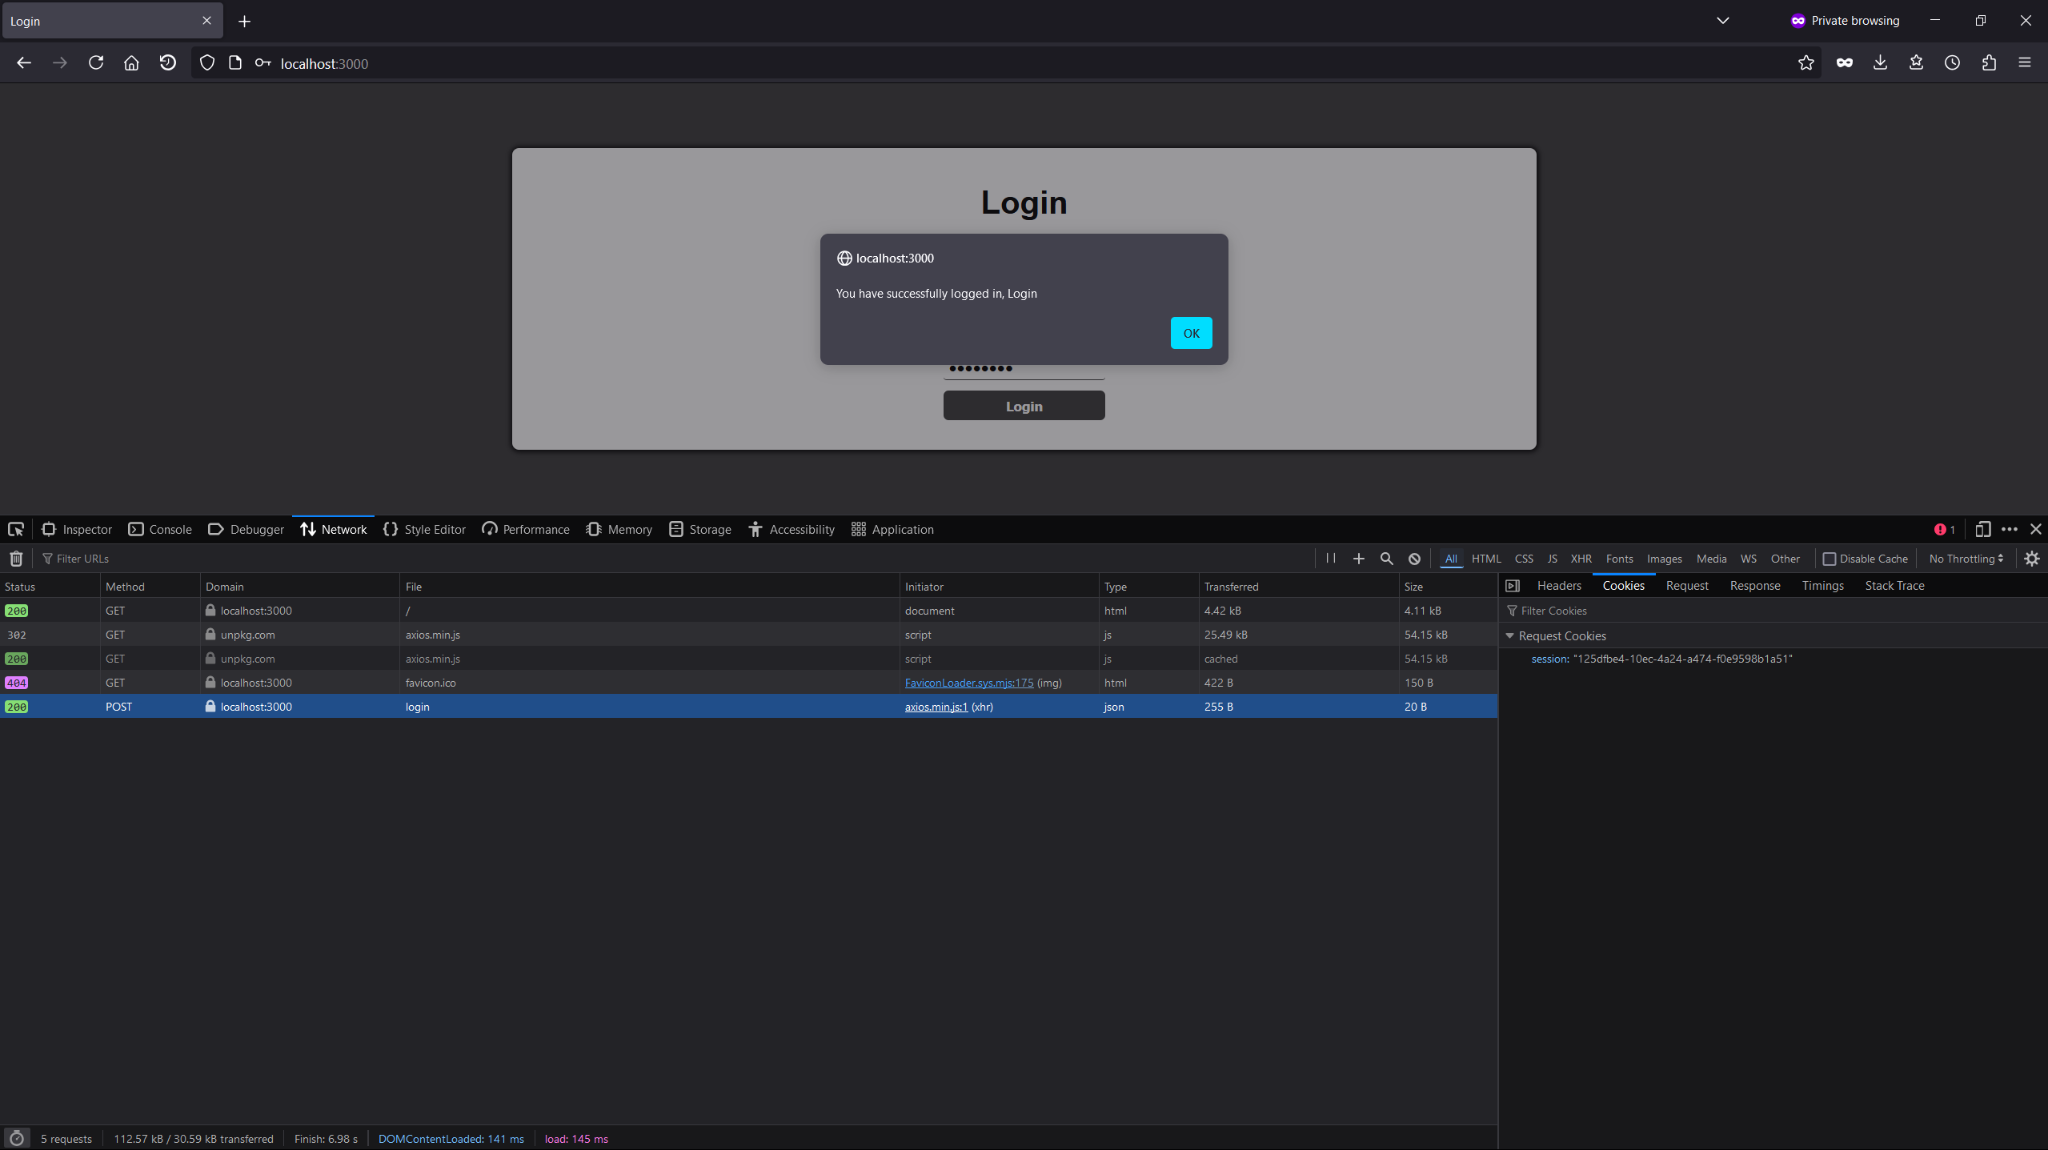 Login
Private browsing
localhost:3000
Login
localhost:3000
You have successfully logged in, Login
OK
••••••••
Login
Inspector Console Debugger Network Style Editor Performance Memory Storage Accessibility Application 1
Filter URLs All HTML CSS JS XHR Fonts Images Media WS Other Disable Cache No Throttling
Status Method Domain File Initiator Type Transferred Size
200 GET localhost:3000 / document html 4.42 kB 4.11 kB
302 GET unpkg.com axios.min.js script js 25.49 kB 54.15 kB
200 GET unpkg.com axios.min.js script js cached 54.15 kB
404 GET localhost:3000 favicon.ico FaviconLoader.sys.mjs:175 (img) html 422 B 150 B
200 POST localhost:3000 login axios.min.js:1 (xhr) json 255 B 20 B
Headers Cookies Request Response Timings Stack Trace
Filter Cookies
Request Cookies
session: "125dfbe4-10ec-4a24-a474-f0e9598b1a51"
5 requests 112.57 kB / 30.59 kB transferred Finish: 6.98 s DOMContentLoaded: 141 ms load: 145 ms